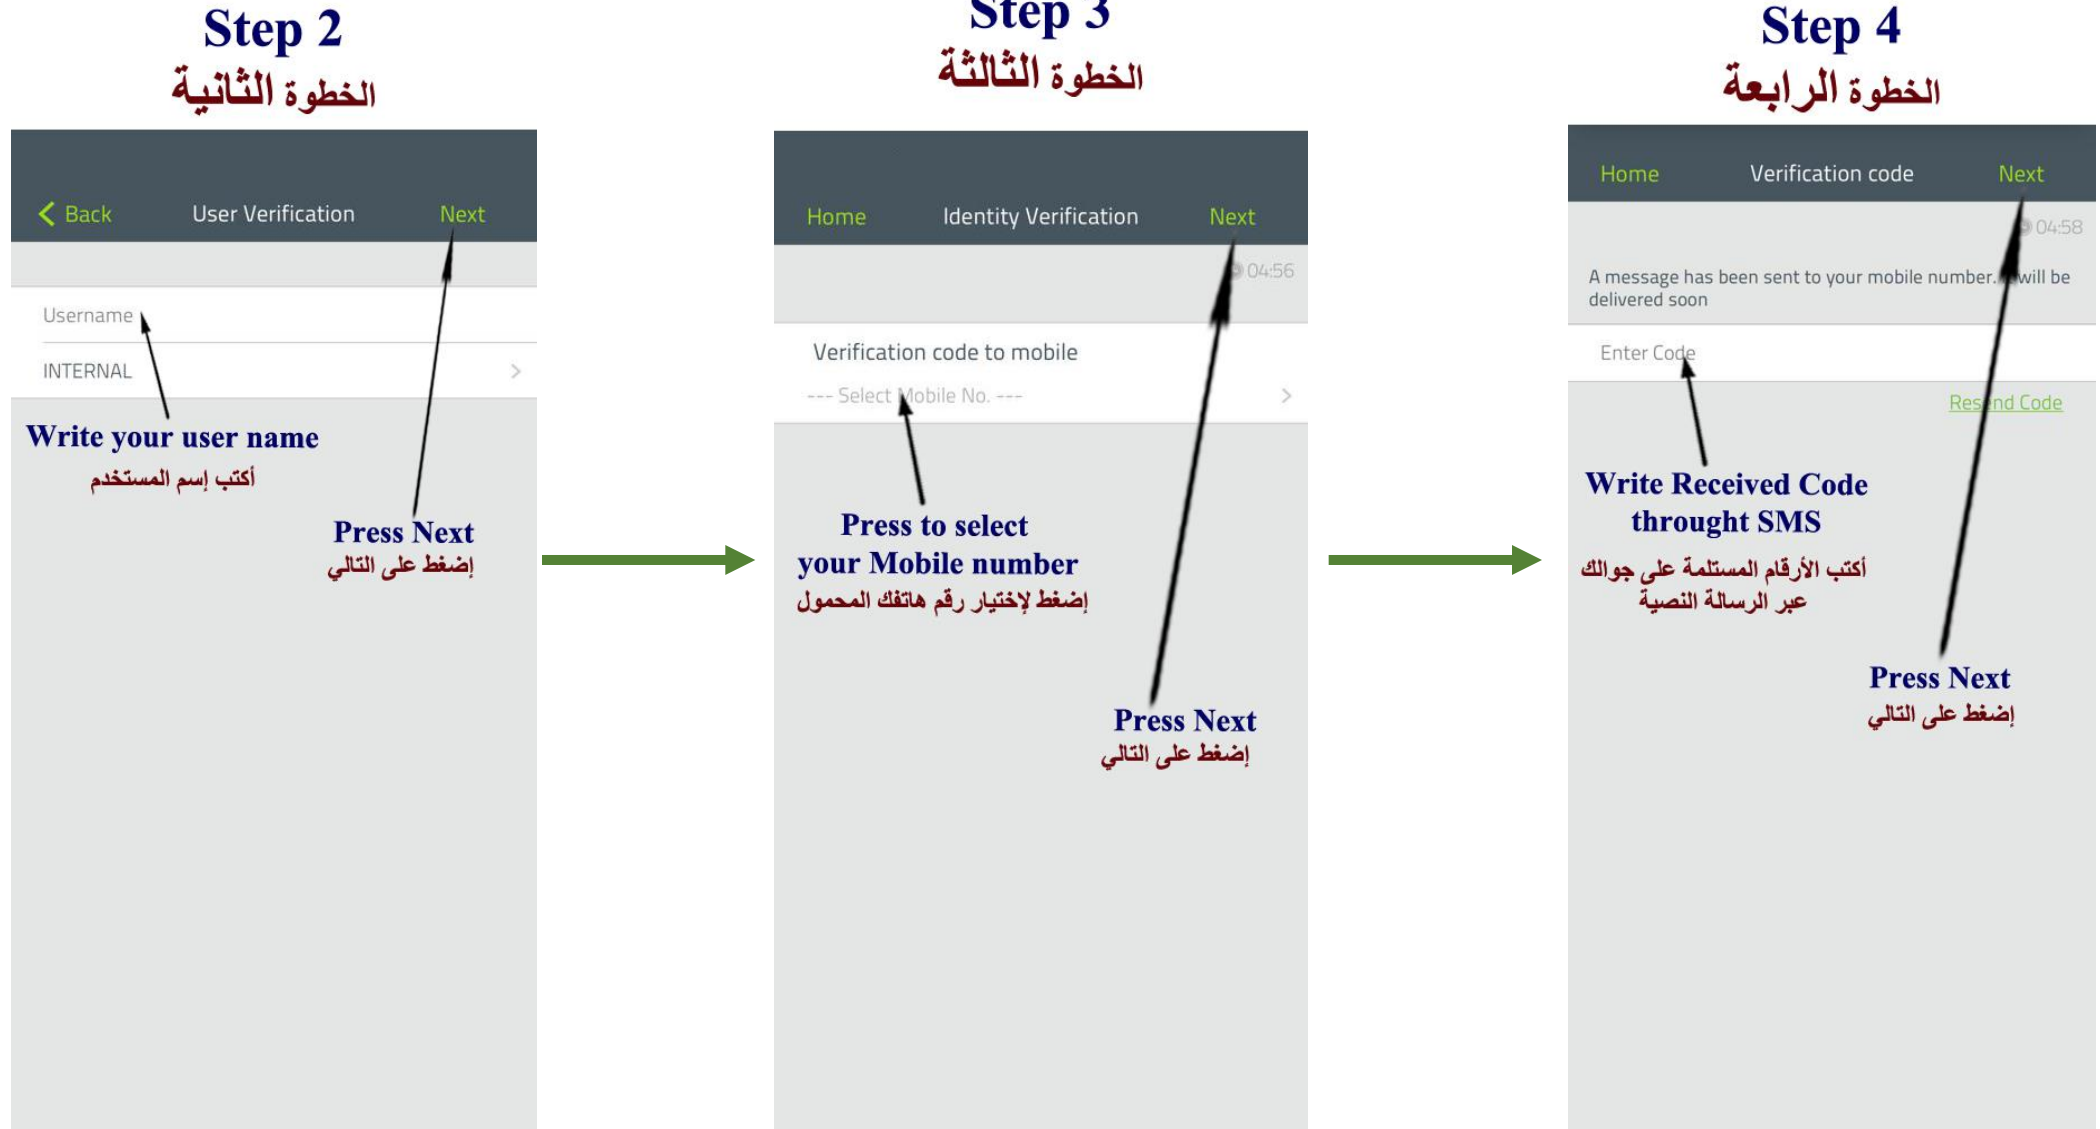 Step 2
الخطوة الثانية
Back
User Verification
Next
Username
INTERNAL
Write your user name
أكتب إسم المستخدم
Press Next
إضغط على التالي
Step 3
الخطوة الثالثة
Home
Identity Verification
Next
04:56
Verification code to mobile
--- Select Mobile No. ---
Press to select
your Mobile number
إضغط لإختيار رقم هاتفك المحمول
Press Next
إضغط على التالي
Step 4
الخطوة الرابعة
Home
Verification code
Next
04:58
A message has been sent to your mobile number. will be
delivered soon
Enter Code
Resend Code
Write Received Code
throught SMS
أكتب الأرقام المستلمة على جوالك
عبر الرسالة النصية
Press Next
إضغط على التالي